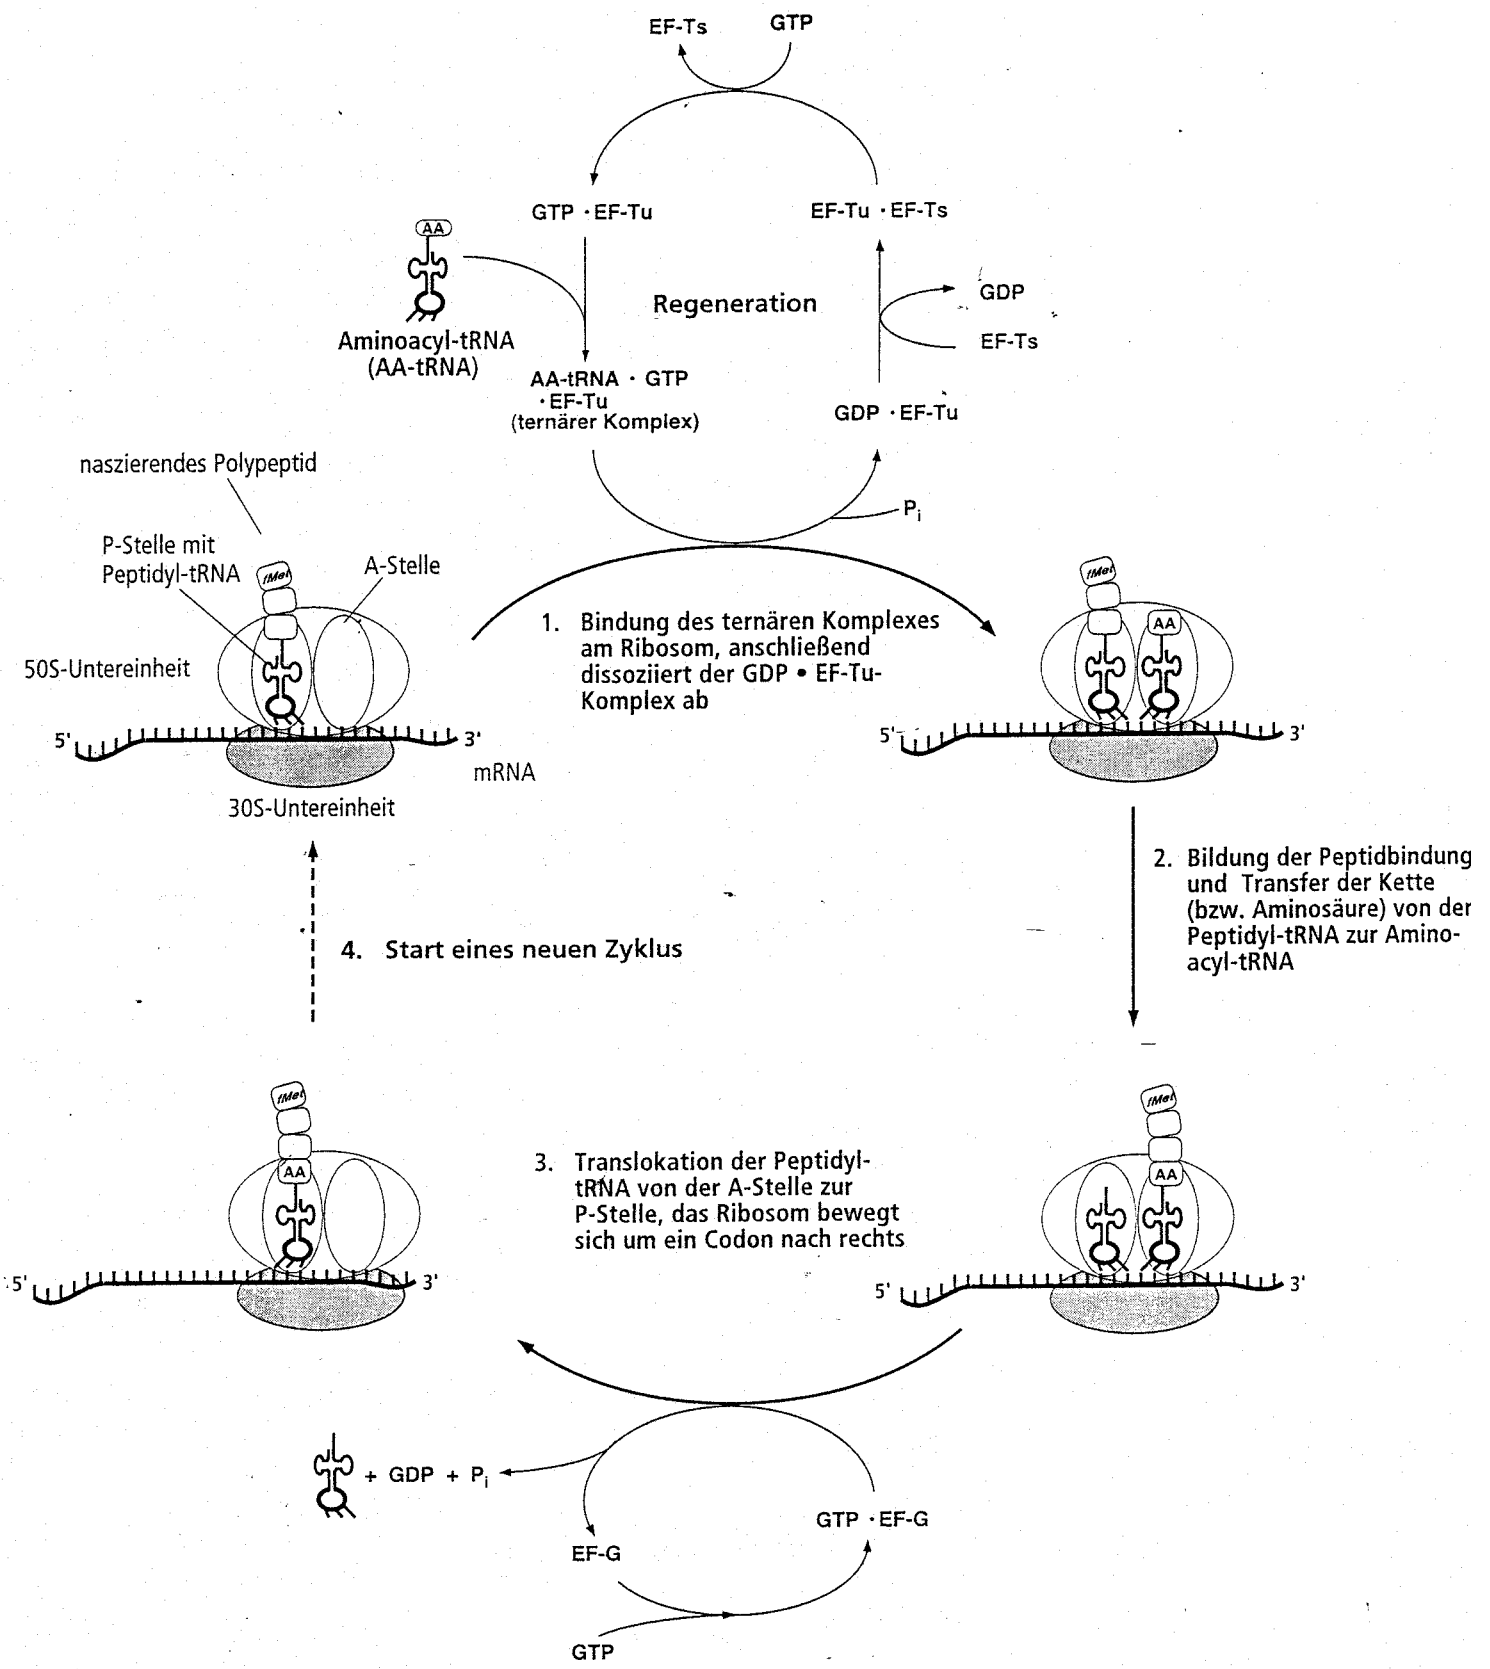 EF-Ts
GTP
GTP · EF-Tu
EF-Tu · EF-Ts
AA
Regeneration
GDP
EF-Ts
Aminoacyl-tRNA
(AA-tRNA)
AA-tRNA · GTP
· EF-Tu
(ternärer Komplex)
GDP · EF-Tu
naszierendes Polypeptid
Pi
P-Stelle mit
Peptidyl-tRNA
A-Stelle
fMet
fMet
AA
50S-Untereinheit
1. Bindung des ternären Komplexes
am Ribosom, anschließend
dissoziiert der GDP • EF-Tu-
Komplex ab
5'
3'
mRNA
30S-Untereinheit
5'
3'
2. Bildung der Peptidbindung
und Transfer der Kette
(bzw. Aminosäure) von der
Peptidyl-tRNA zur Amino-
acyl-tRNA
4. Start eines neuen Zyklus
fMet
AA
fMet
AA
3. Translokation der Peptidyl-
tRNA von der A-Stelle zur
P-Stelle, das Ribosom bewegt
sich um ein Codon nach rechts
5'
3'
5'
3'
+ GDP + Pi
GTP · EF-G
EF-G
GTP